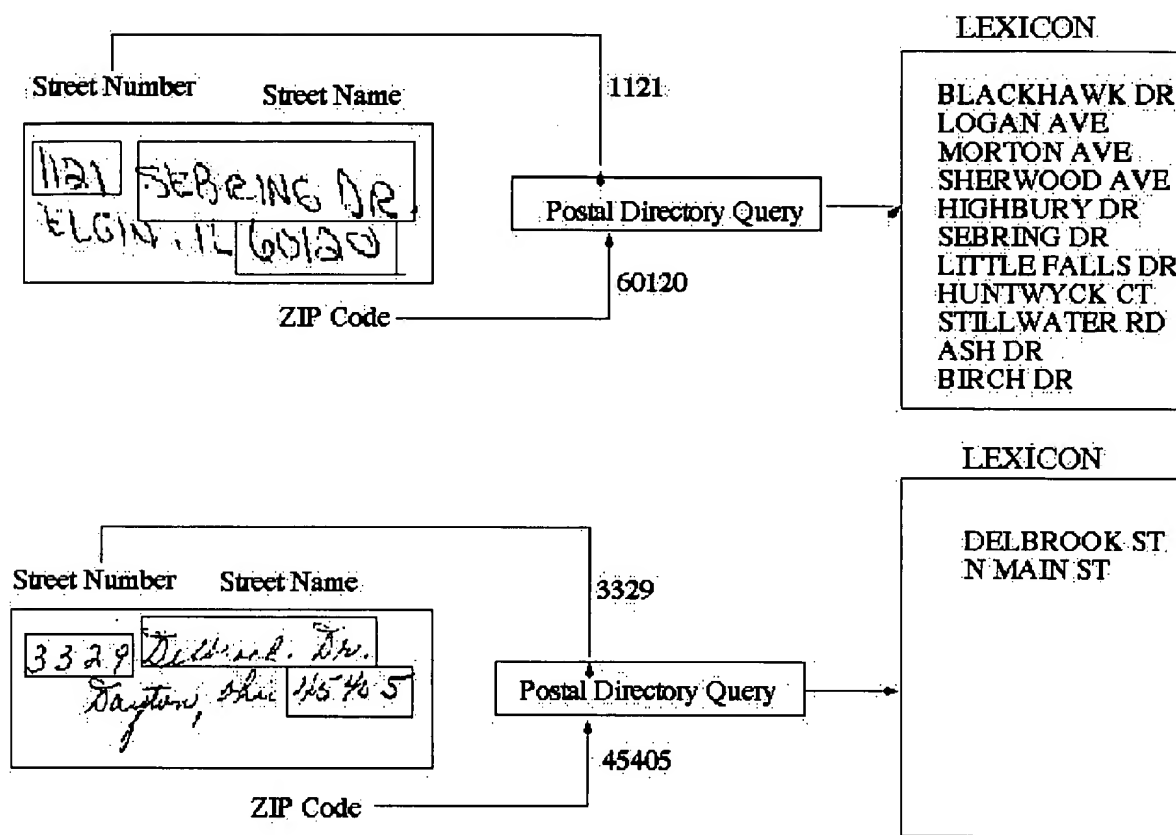 LEXICON
Street Number
Street Name
1121
BLACKHAWK DR
LOGAN AVE
MORTON AVE
SHERWOOD AVE
HIGHBURY DR
SEBRING DR
LITTLE FALLS DR
HUNTWYCK CT
STILLWATER RD
ASH DR
BIRCH DR
1121 SEBRING DR.
ELGIN, IL 60120
Postal Directory Query
60120
ZIP Code
LEXICON
DELBROOK ST
N MAIN ST
Street Number
Street Name
3329
3329 Dr.
Dayton, Ohio 45405
Postal Directory Query
45405
ZIP Code